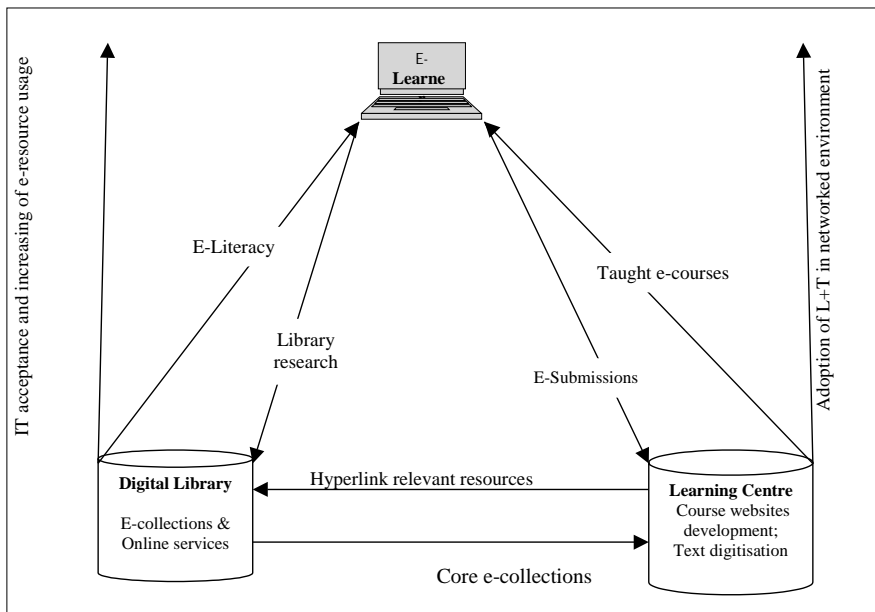 E-
Learne
IT acceptance and increasing of e-resource usage
Adoption of L+T in networked environment
E-Literacy
Taught e-courses
Library
research
E-Submissions
Digital Library
E-collections &
Online services
Hyperlink relevant resources
Learning Centre
Course websites
development;
Text digitisation
Core e-collections